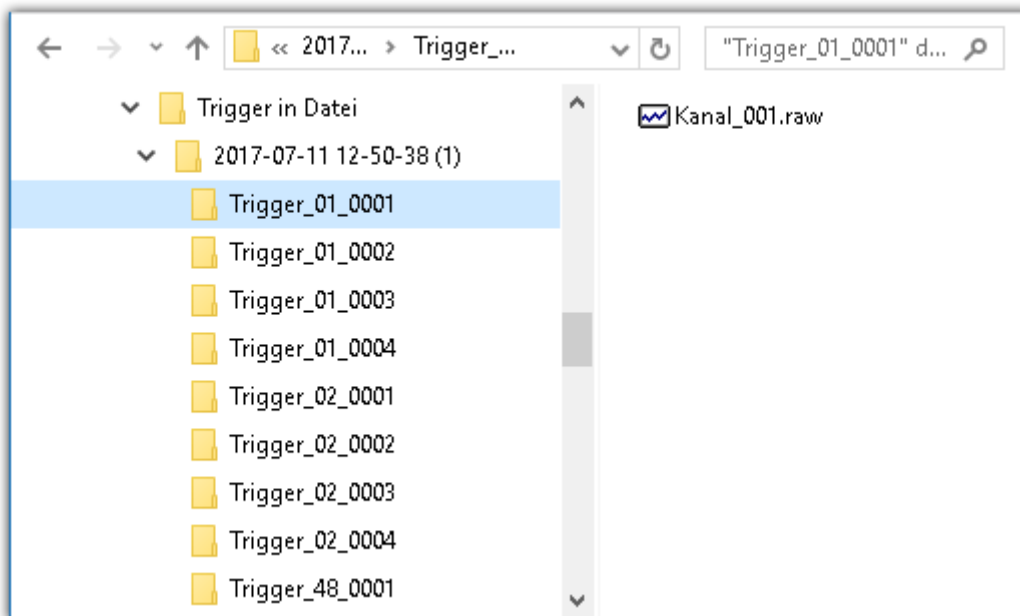 « 2017... › Trigger_...
"Trigger_01_0001" d...
Trigger in Datei
2017-07-11 12-50-38 (1)
Trigger_01_0001
Trigger_01_0002
Trigger_01_0003
Trigger_01_0004
Trigger_02_0001
Trigger_02_0002
Trigger_02_0003
Trigger_02_0004
Trigger_48_0001
Kanal_001.raw